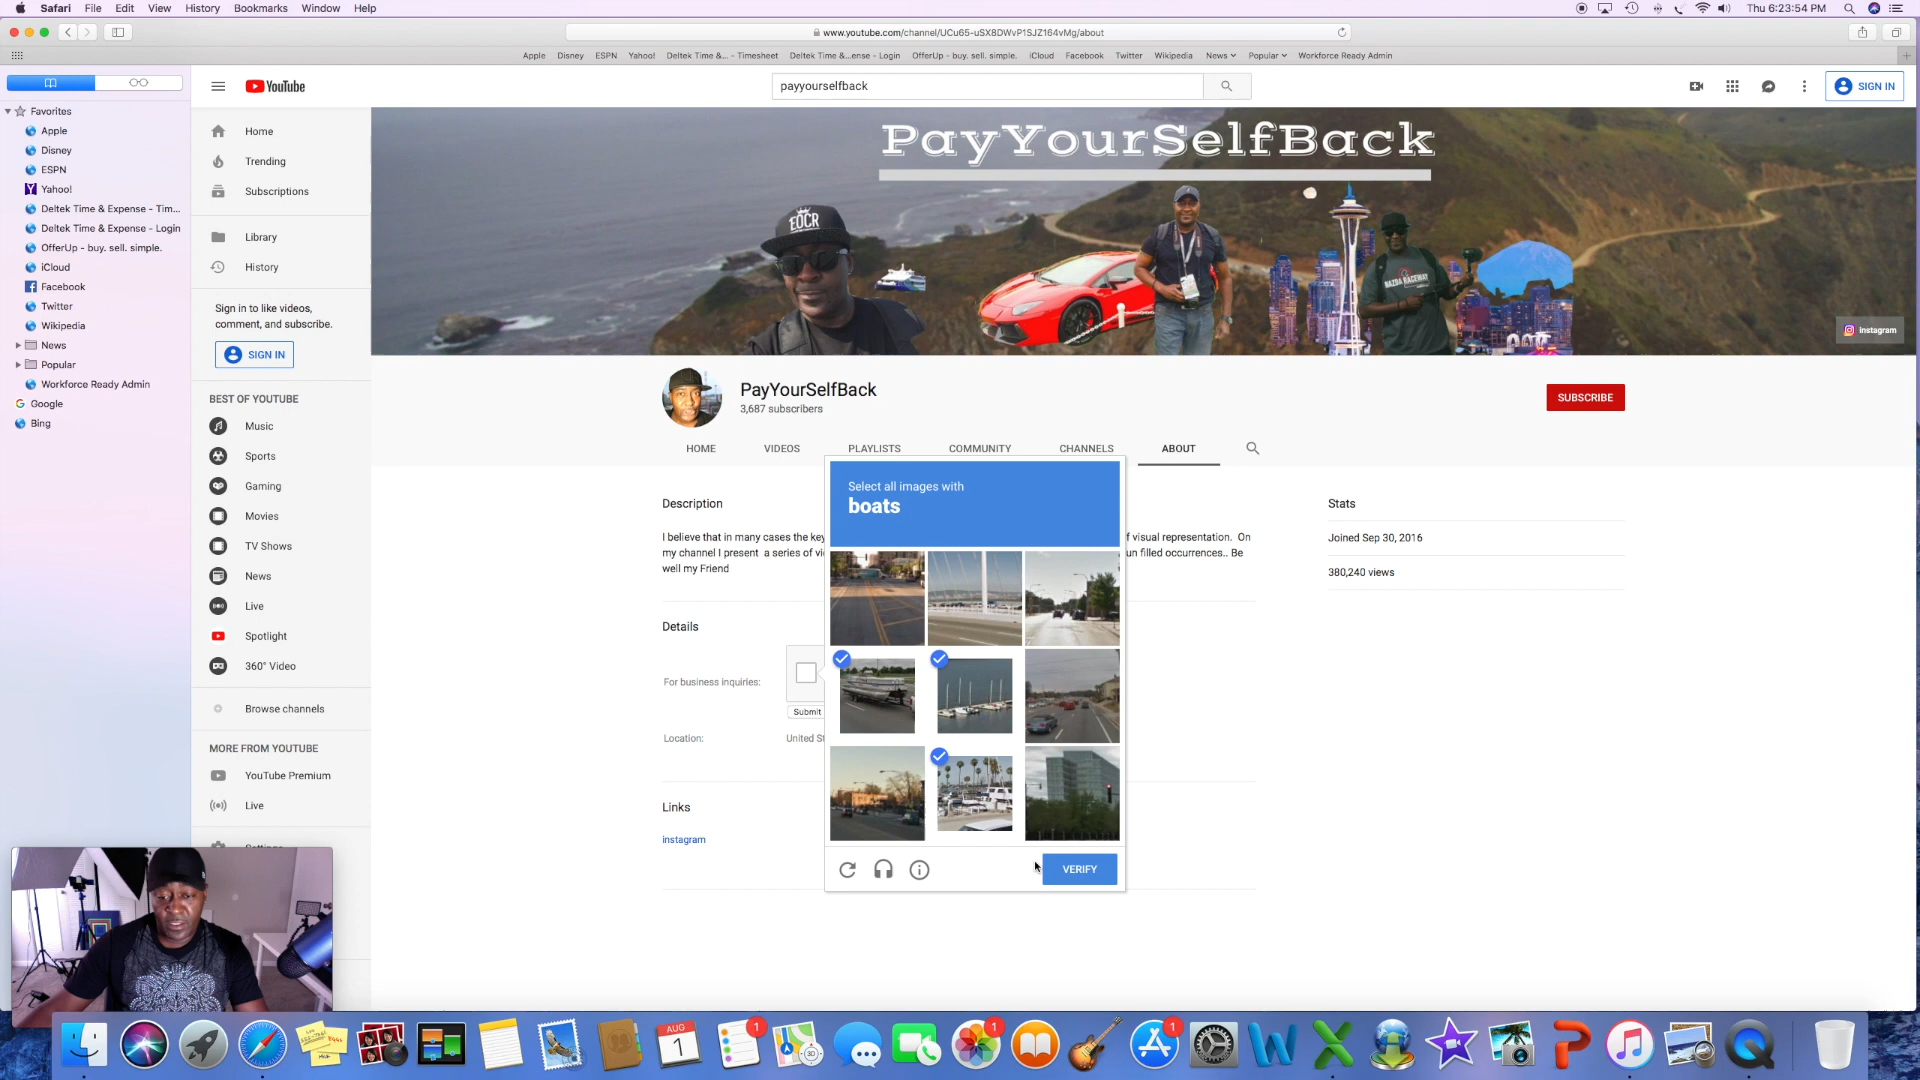 Safari File Edit View History Bookmarks Window Help
Thu 6:23:54 PM
www.youtube.com/channel/UCu65-uSX8DWvP1SJZ164vMg/about
Apple Disney ESPN Yahoo! Deltek Time &... - Timesheet Deltek Time &...ense - Login OfferUp - buy. sell. simple. iCloud Facebook Twitter Wikipedia News Popular Workforce Ready Admin
Favorites
Apple
Disney
ESPN
Yahoo!
Deltek Time & Expense - Tim...
Deltek Time & Expense - Login
OfferUp - buy. sell. simple.
iCloud
Facebook
Twitter
Wikipedia
News
Popular
Workforce Ready Admin
Google
Bing
YouTube
payyourselfback
SIGN IN
Home
Trending
Subscriptions
Library
History
Sign in to like videos,
comment, and subscribe.
SIGN IN
BEST OF YOUTUBE
Music
Sports
Gaming
Movies
TV Shows
News
Live
Spotlight
360° Video
Browse channels
MORE FROM YOUTUBE
YouTube Premium
Live
PayYourSelfBack
EDCR
MAZDA RACEWAY
Instagram
PayYourSelfBack
3,687 subscribers
SUBSCRIBE
HOME VIDEOS PLAYLISTS COMMUNITY CHANNELS ABOUT
Description
I believe that in many cases the key
f visual representation. On
my channel I present a series of vi
un filled occurrences.. Be
well my Friend
Details
For business inquiries:
Submit
Location:
United St
Links
instagram
Select all images with
boats
VERIFY
Stats
Joined Sep 30, 2016
380,240 views
AUG
1
1
1
1